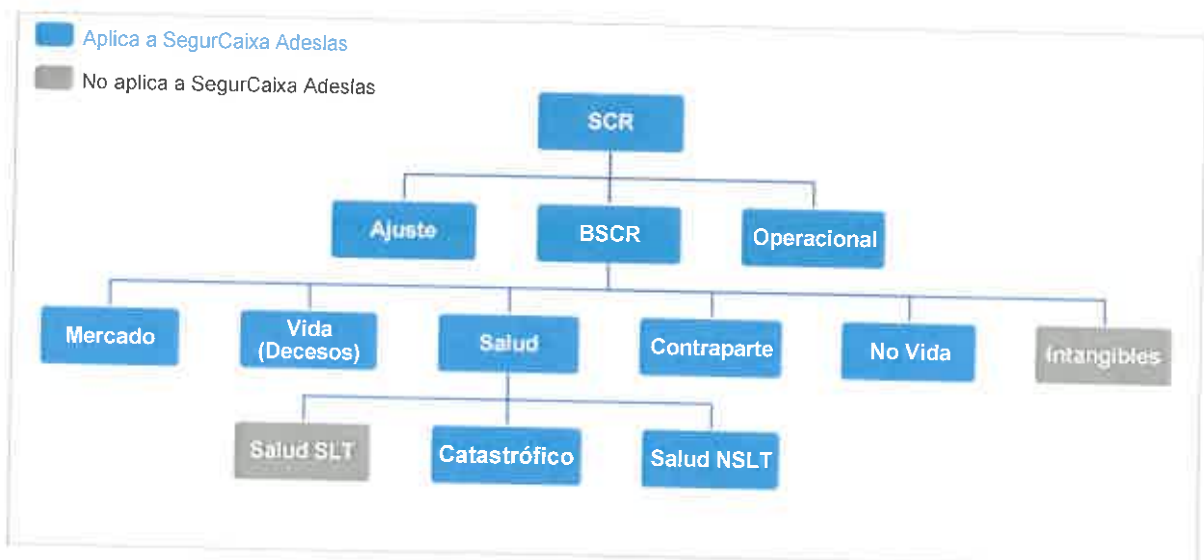 Aplica a SegurCaixa Adeslas
No aplica a SegurCaixa Adeslas
SCR
Ajuste
BSCR
Operacional
Mercado
Vida
(Decesos)
Salud
Contraparte
No Vida
Intangibles
Salud SLT
Catastrófico
Salud NSLT